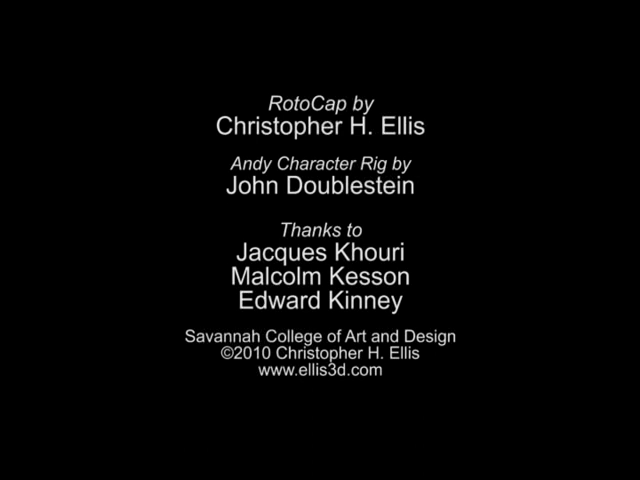 RotoCap by
Christopher H. Ellis
Andy Character Rig by
John Doublestein
Thanks to
Jacques Khouri
Malcolm Kesson
Edward Kinney
Savannah College of Art and Design
©2010 Christopher H. Ellis
www.ellis3d.com